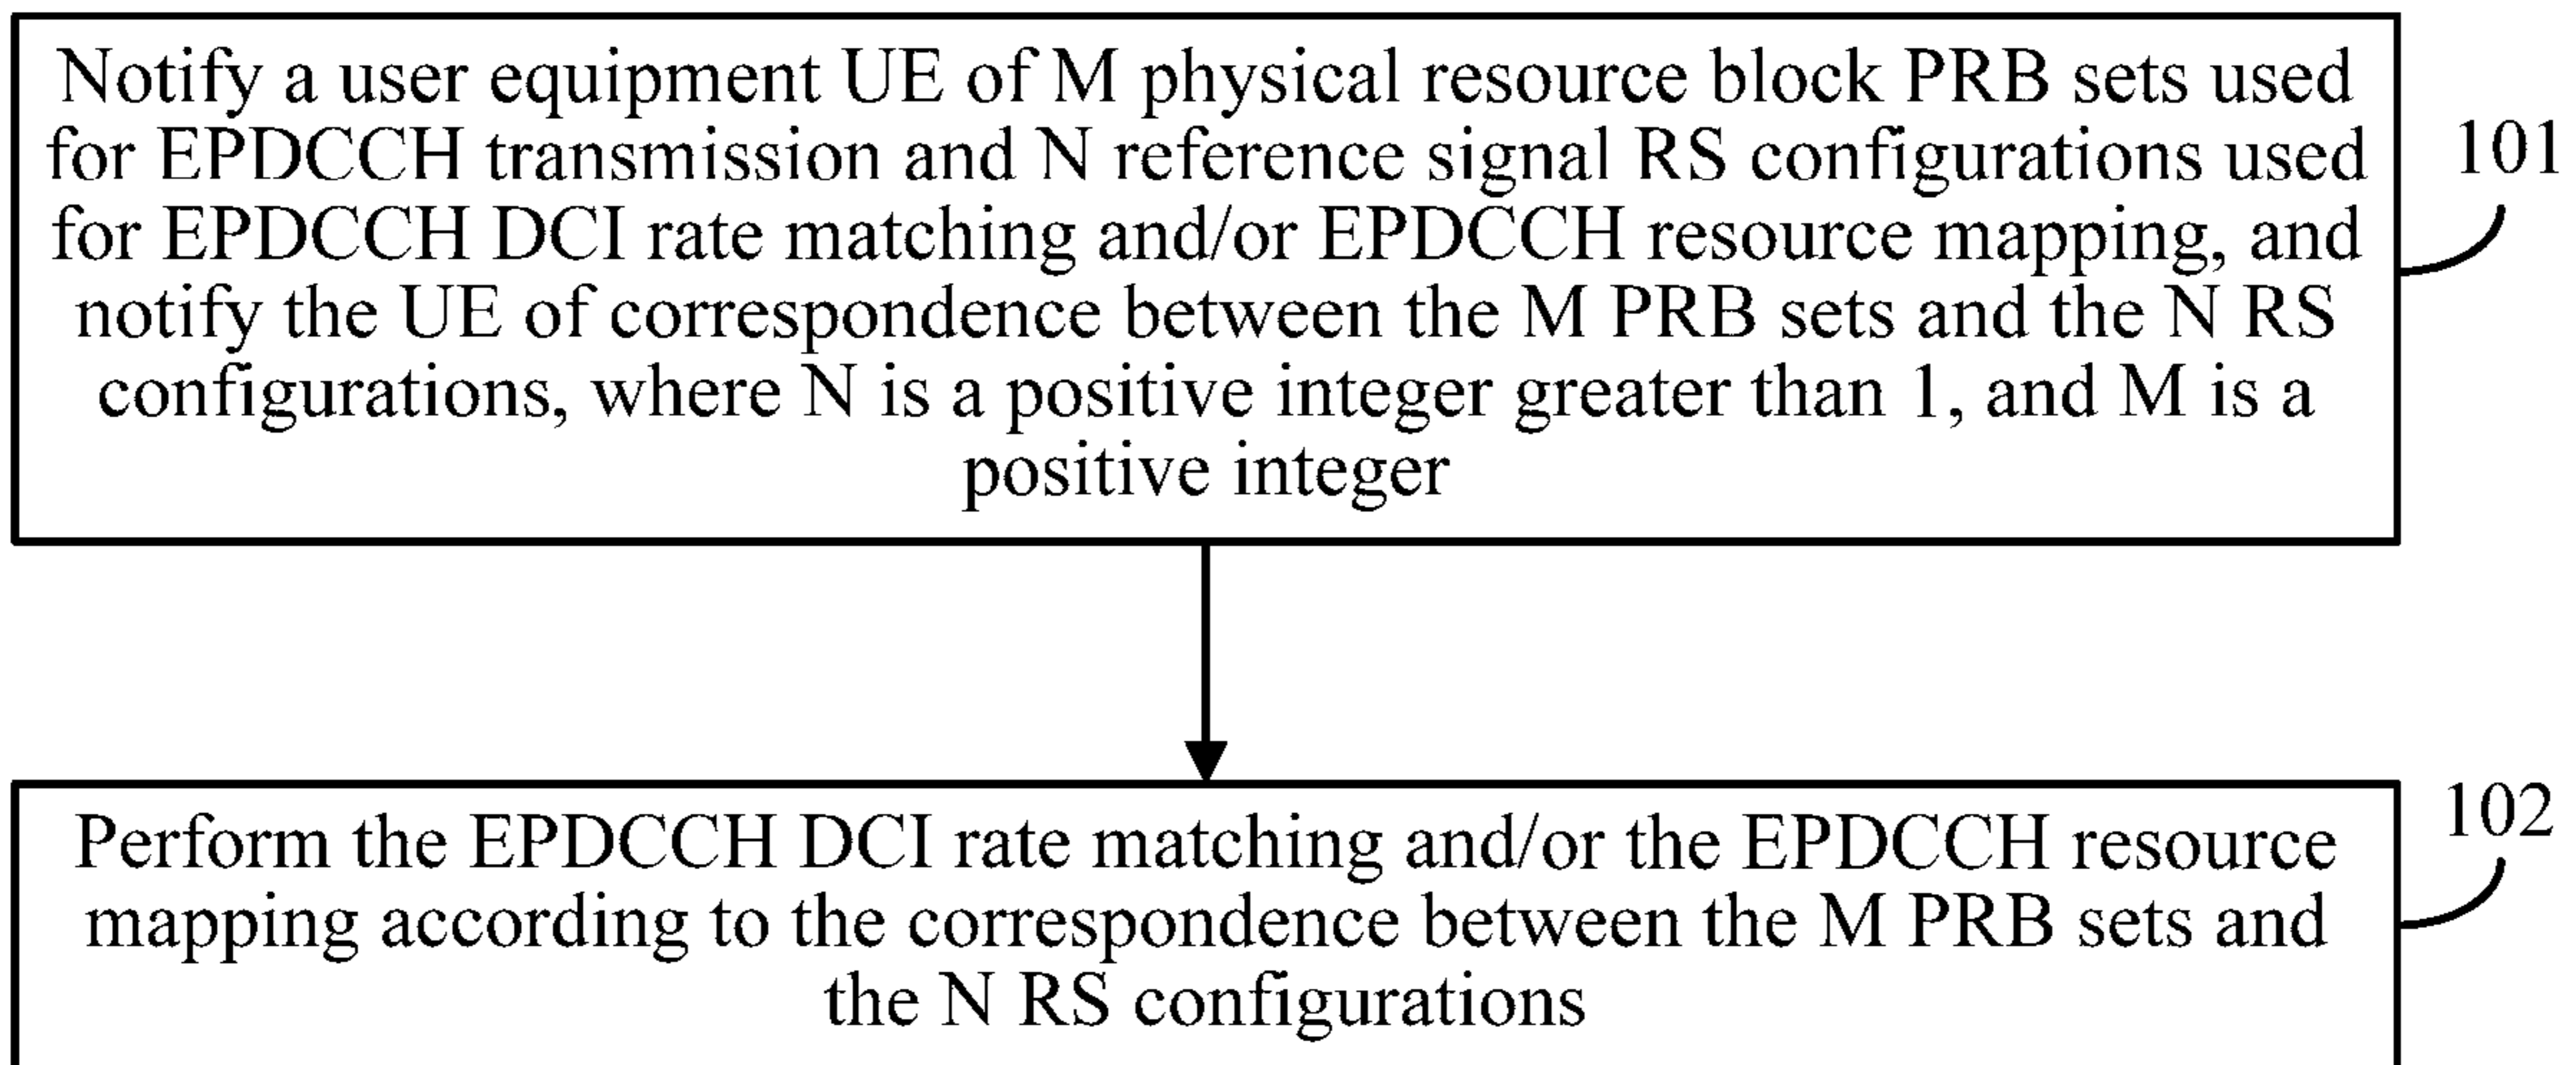 Notify a user equipment UE of M physical resource block PRB sets used
for EPDCCH transmission and N reference signal RS configurations used
for EPDCCH DCI rate matching and/or EPDCCH resource mapping, and
notify the UE of correspondence between the M PRB sets and the N RS
configurations, where N is a positive integer greater than 1, and M is a
positive integer
101
Perform the EPDCCH DCI rate matching and/or the EPDCCH resource
mapping according to the correspondence between the M PRB sets and
the N RS configurations
102